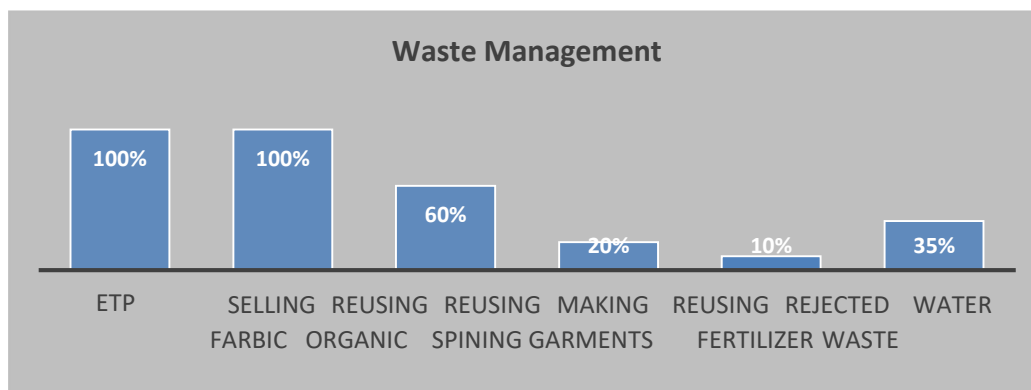 Waste Management
100% 100% 60% 20% 10% 35%
ETP SELLING REUSING REUSING MAKING REUSING REJECTED WATER
FARBIC ORGANIC SPINING GARMENTS FERTILIZER WASTE